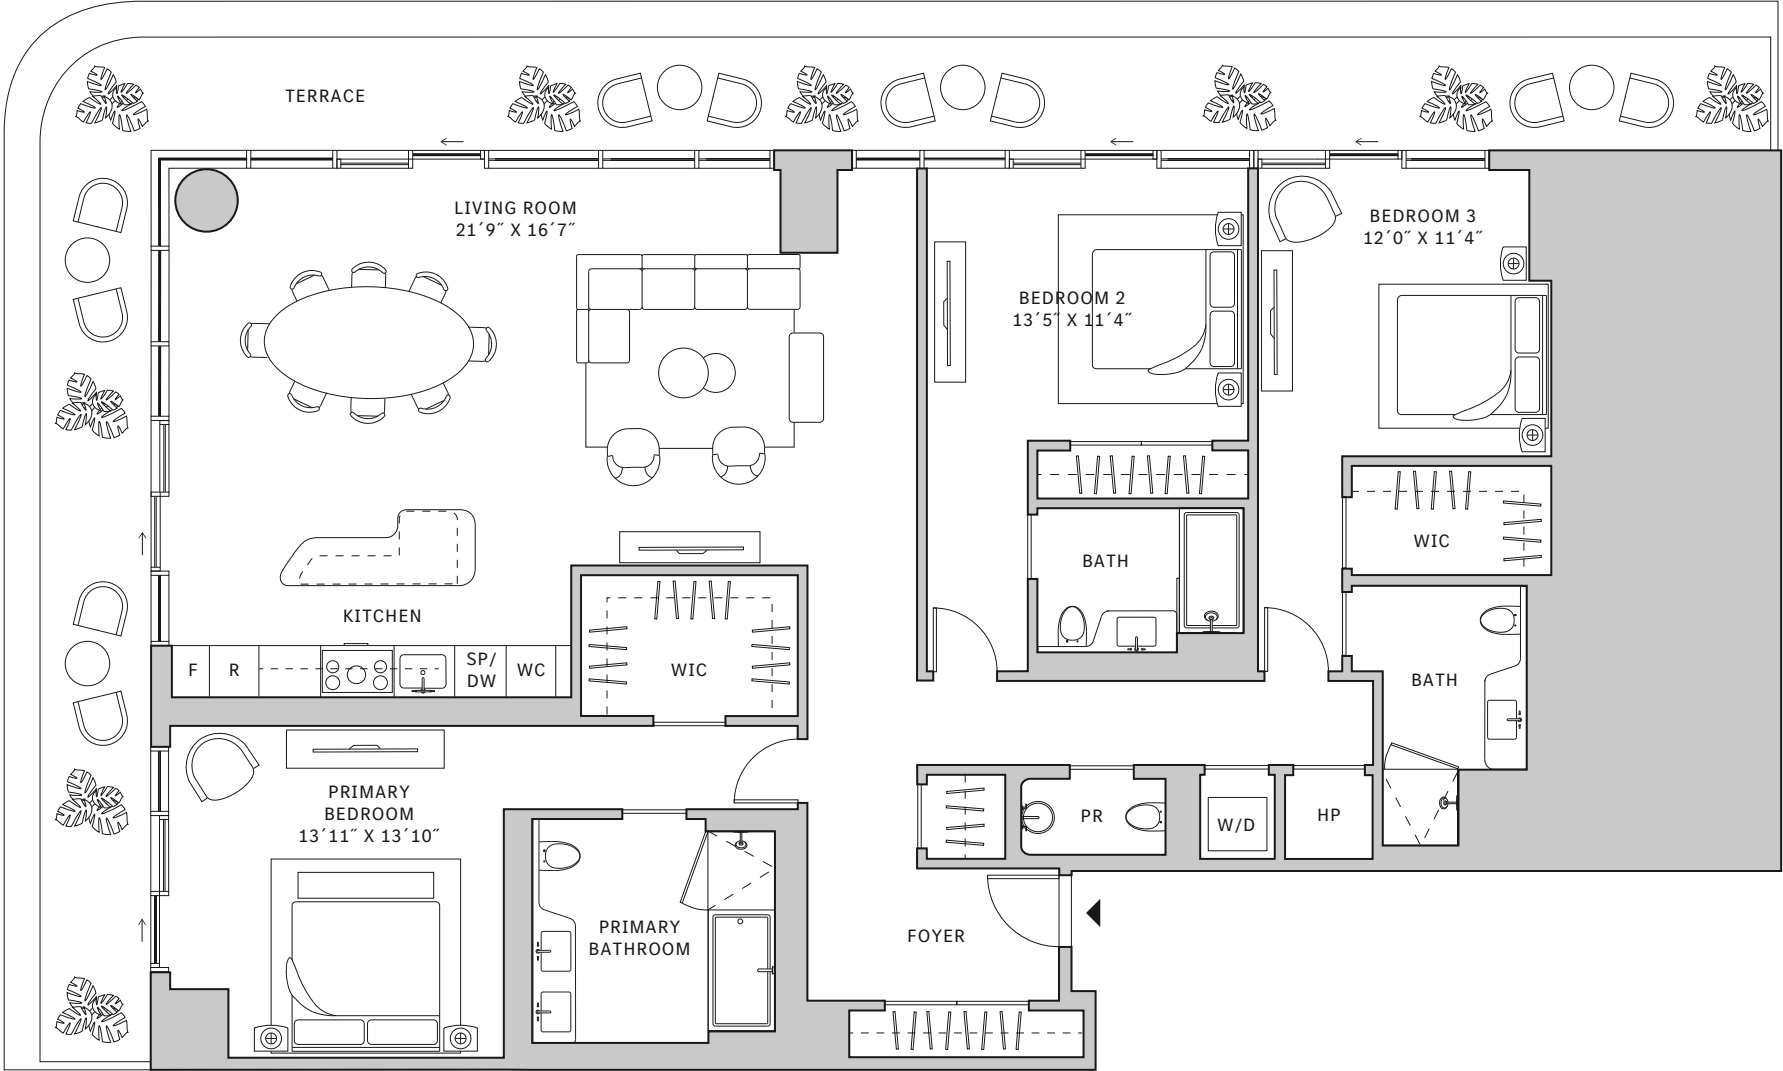 TERRACE
LIVING ROOM
21´9˝ X 16´7˝
BEDROOM 3
12´0˝ X 11´4˝
BEDROOM 2
13´5˝ X 11´4˝
WIC
BATH
KITCHEN
F
R
SP/
DW
WC
WIC
BATH
PRIMARY
BEDROOM
13´11˝ X 13´10˝
PR
W/D
HP
PRIMARY
BATHROOM
FOYER